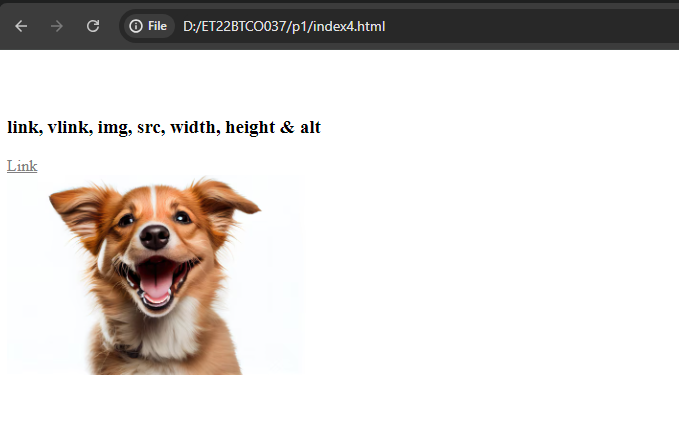 File D:/ET22BTCO037/p1/index4.html
link, vlink, img, src, width, height & alt
Link